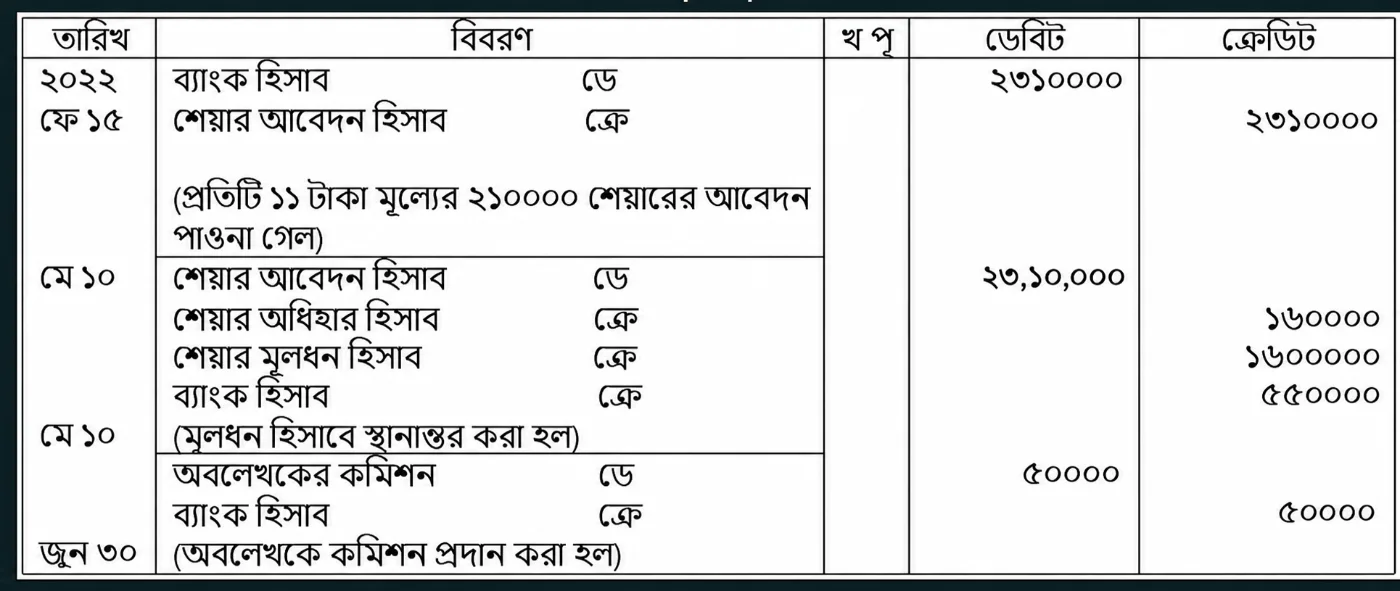 তারিখ বিবরণ খ পৃ ডেবিট ক্রেডিট
২০২২ ব্যাংক হিসাব ডে ২৩১০০০০
ফে ১৫ শেয়ার আবেদন হিসাব ক্রে ২৩১০০০০
(প্রতিটি ১১ টাকা মূল্যের ২১০০০০ শেয়ারের আবেদন
পাওনা গেল)
মে ১০ শেয়ার আবেদন হিসাব ডে ২৩,১০,০০০
শেয়ার অধিহার হিসাব ক্রে ১৬০০০০
শেয়ার মূলধন হিসাব ক্রে ১৬০০০০০
ব্যাংক হিসাব ক্রে ৫৫০০০০
মে ১০ (মূলধন হিসাবে স্থানান্তর করা হল)
অবলেখকের কমিশন ডে ৫০০০০
ব্যাংক হিসাব ক্রে ৫০০০০
জুন ৩০ (অবলেখকে কমিশন প্রদান করা হল)